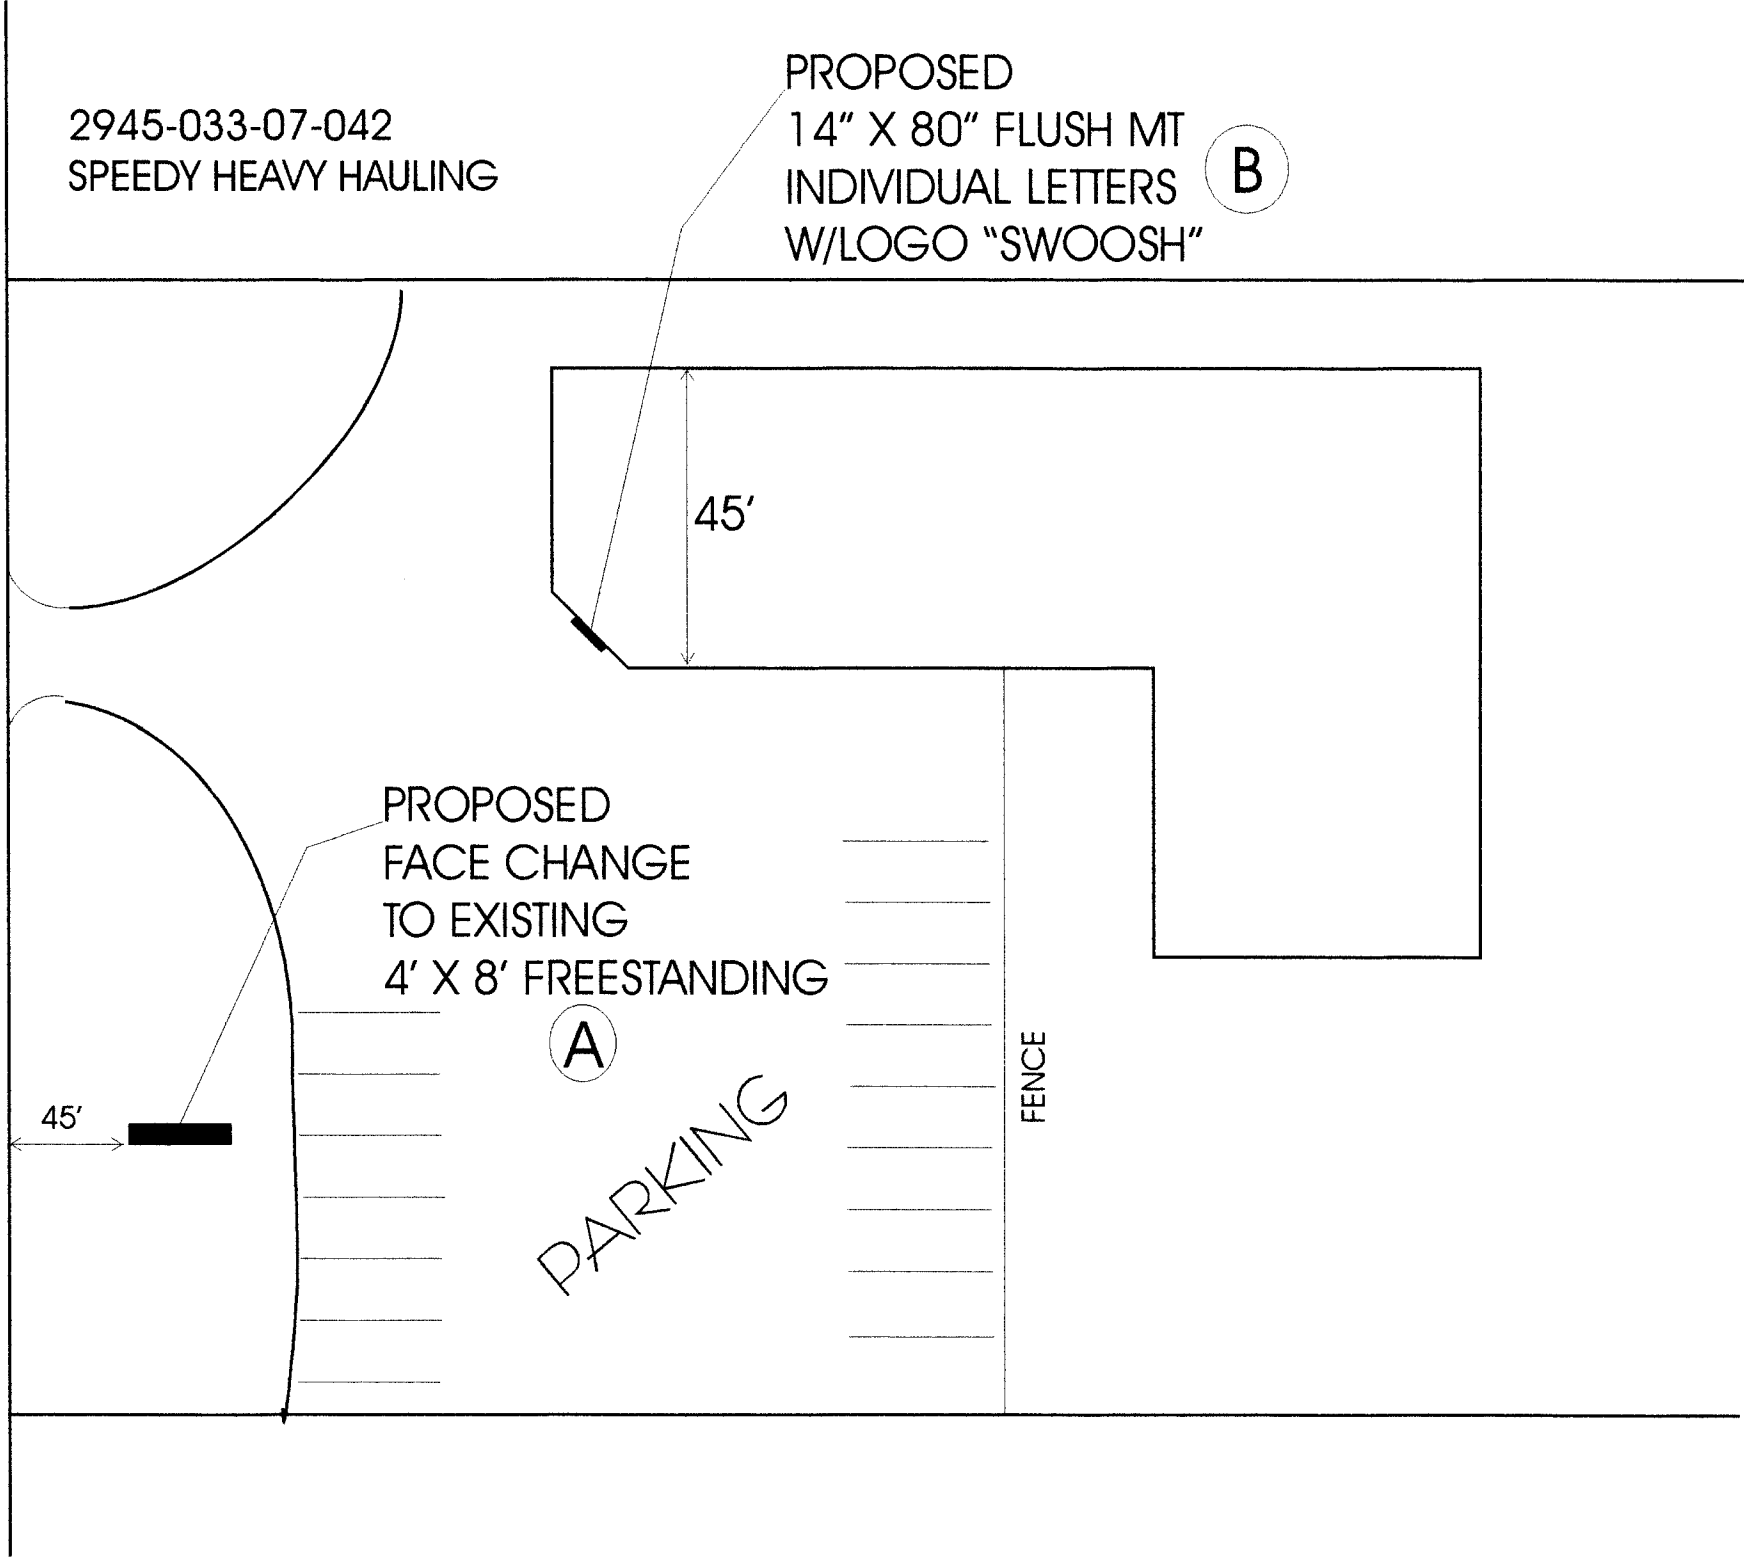 2945-033-07-042
SPEEDY HEAVY HAULING
PROPOSED
14" X 80" FLUSH MT
INDIVIDUAL LETTERS
W/LOGO "SWOOSH"
B
45'
PROPOSED
FACE CHANGE
TO EXISTING
4' X 8' FREESTANDING
A
45'
PARKING
FENCE